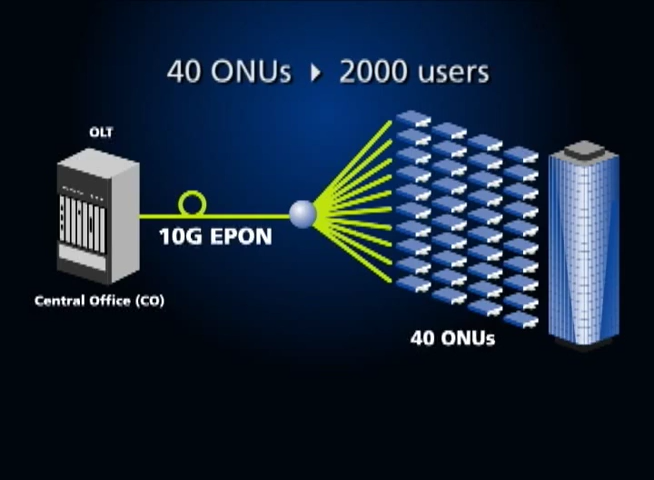 40 ONUs ▸ 2000 users
OLT
10G EPON
Central Office (CO)
40 ONUs